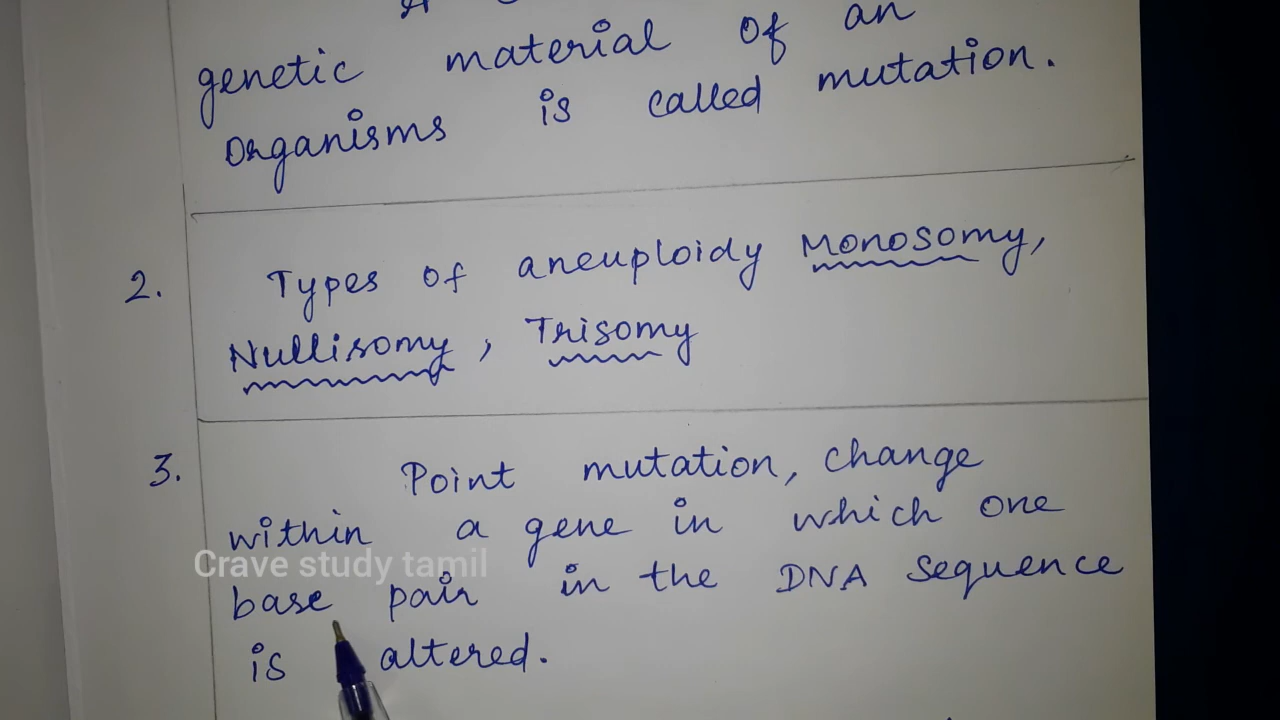 genetic material of an
organisms is called mutation.
2. Types of aneuploidy Monosomy,
Nullisomy, Trisomy
3. Point mutation, change
within a gene in which one
Crave study tamil
base pair in the DNA sequence
is altered.